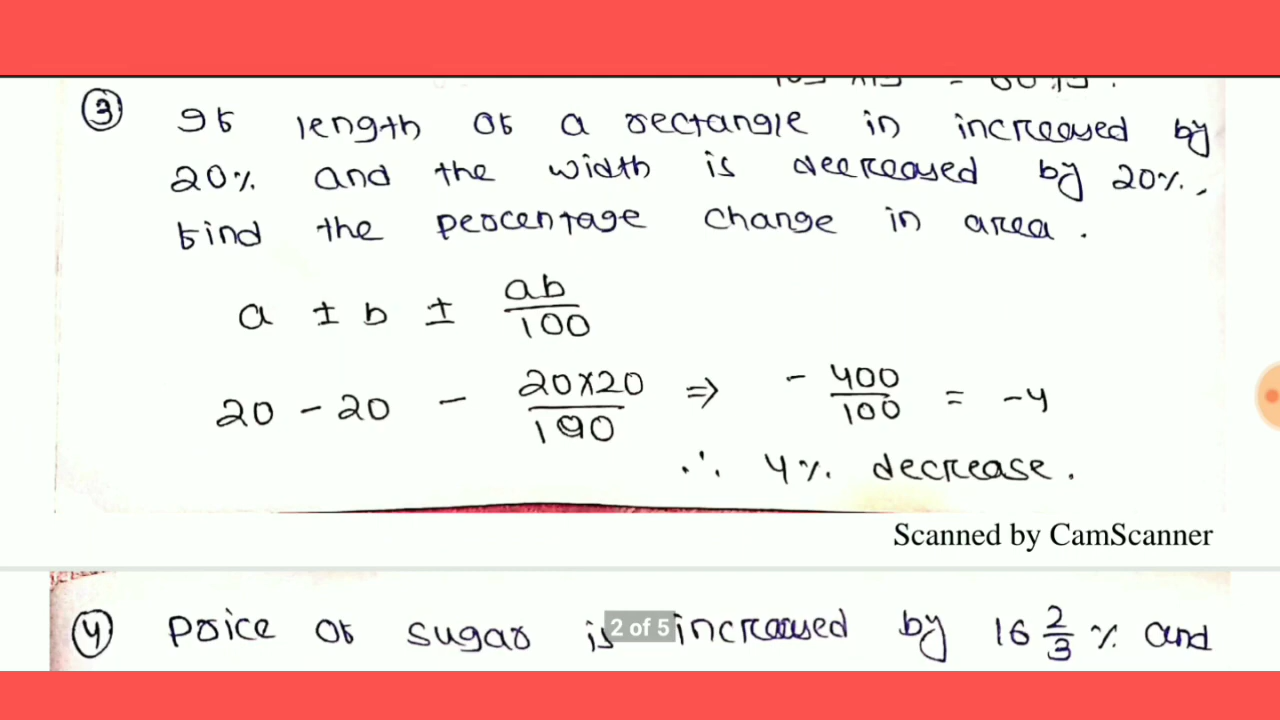 ③ If length of a rectangle in increased by
20% and the width is decreased by 20%,
find the percentage change in area.
a ± b ± ab/100
20 - 20 - 20×20/100 ⇒ - 400/100 = -4
∴ 4% decrease.
Scanned by CamScanner
④ Price of sugar is increased by 16 2/3 % and
2 of 5